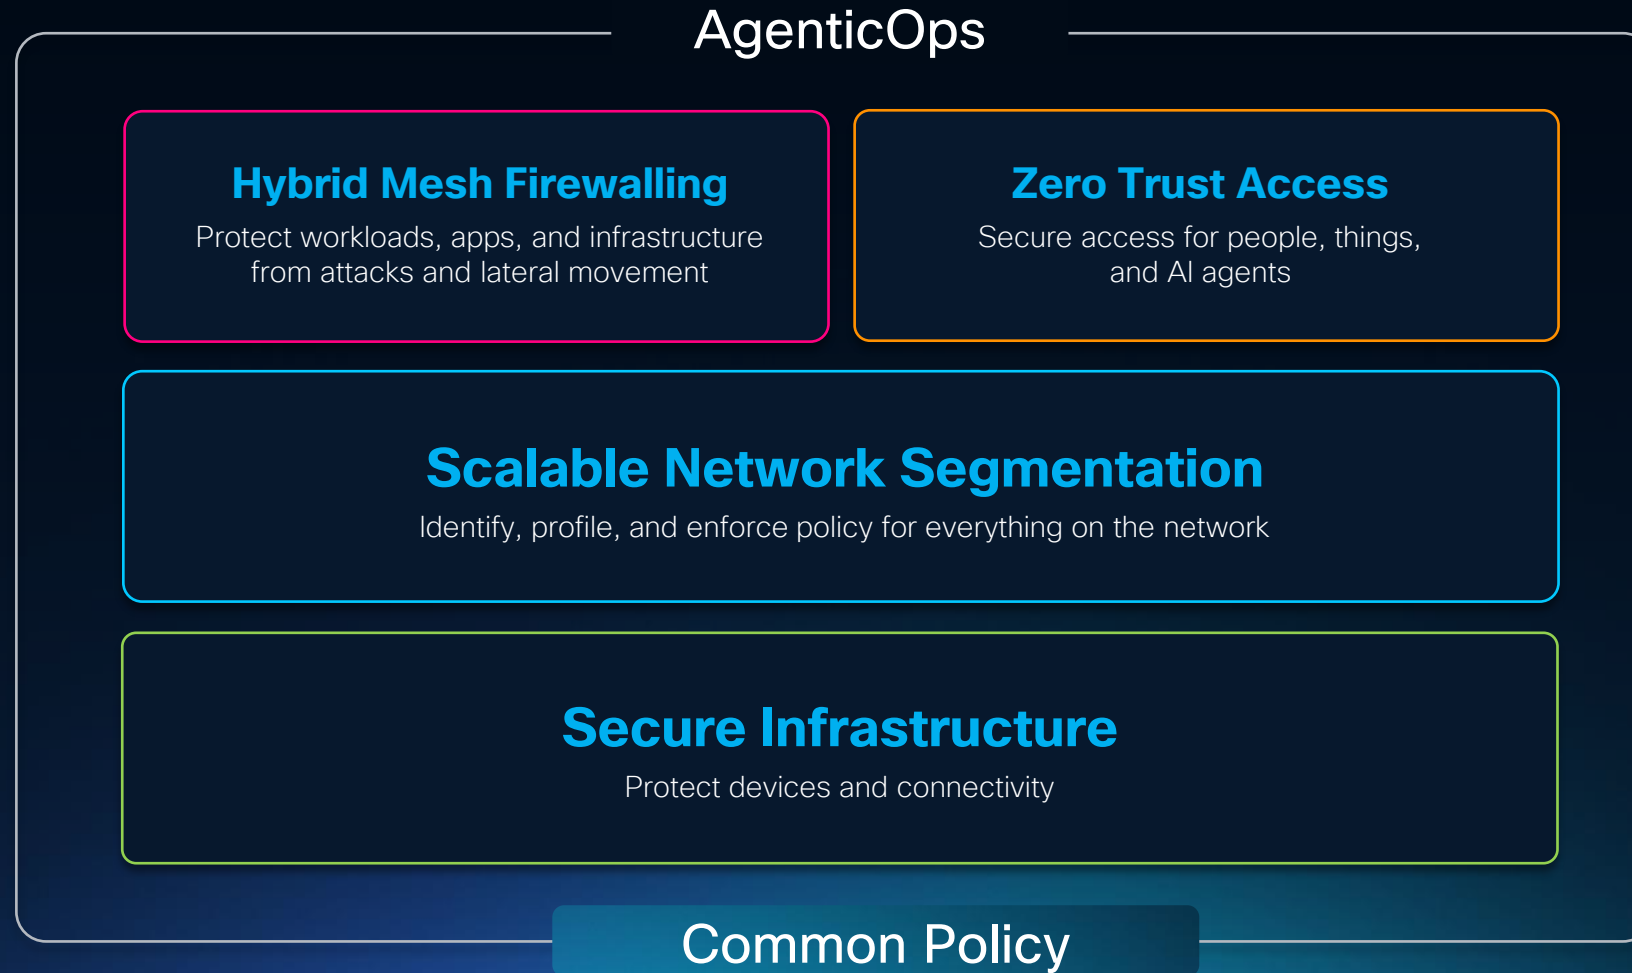 AgenticOps
Hybrid Mesh Firewalling
Protect workloads, apps, and infrastructure
from attacks and lateral movement
Zero Trust Access
Secure access for people, things,
and AI agents
Scalable Network Segmentation
Identify, profile, and enforce policy for everything on the network
Secure Infrastructure
Protect devices and connectivity
Common Policy